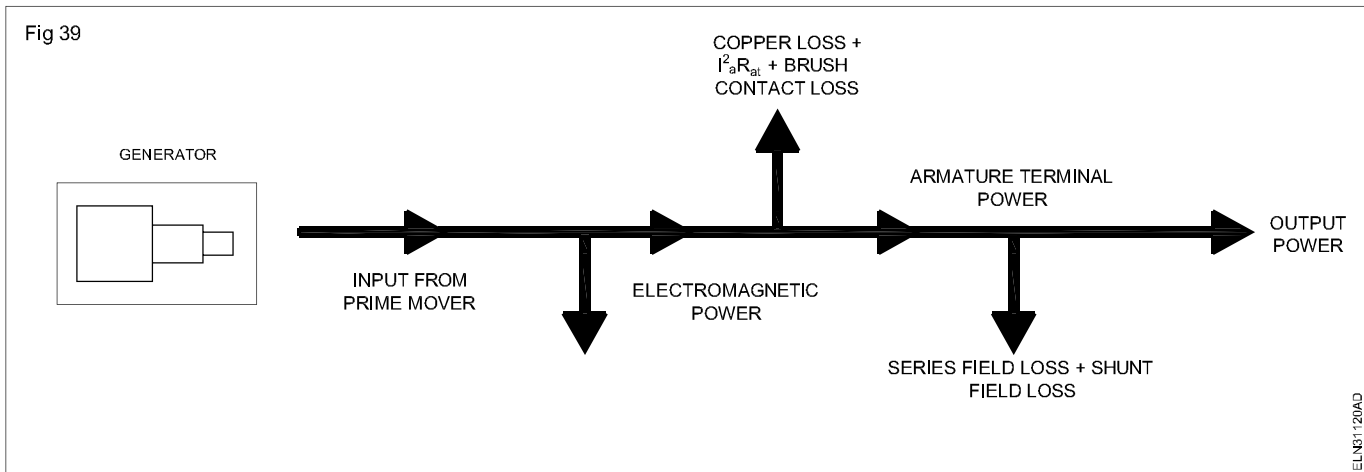 Fig 39
GENERATOR
INPUT FROM
PRIME MOVER
ELECTROMAGNETIC
POWER
COPPER LOSS +
I²ₐRₐₜ + BRUSH
CONTACT LOSS
ARMATURE TERMINAL
POWER
SERIES FIELD LOSS + SHUNT
FIELD LOSS
OUTPUT
POWER
ELN31120AD